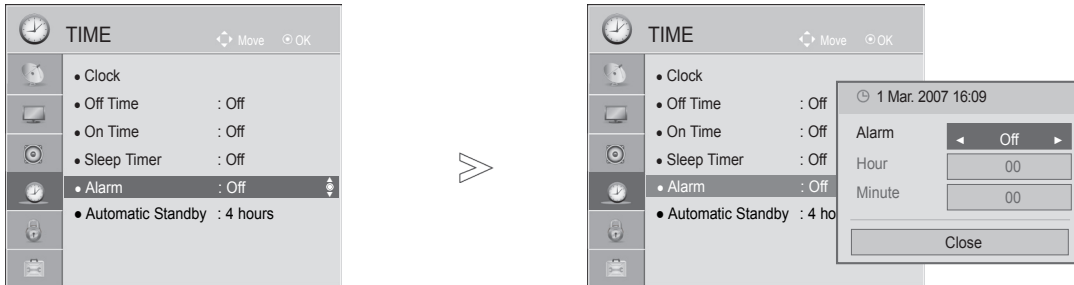 TIME
Move OK
• Clock
• Off Time : Off
• On Time : Off
• Sleep Timer : Off
• Alarm : Off
• Automatic Standby : 4 hours
TIME
Move OK
• Clock
• Off Time : Off
• On Time : Off
• Sleep Timer : Off
• Alarm : Off
• Automatic Standby : 4 ho
1 Mar. 2007 16:09
Alarm ◄ Off ►
Hour 00
Minute 00
Close